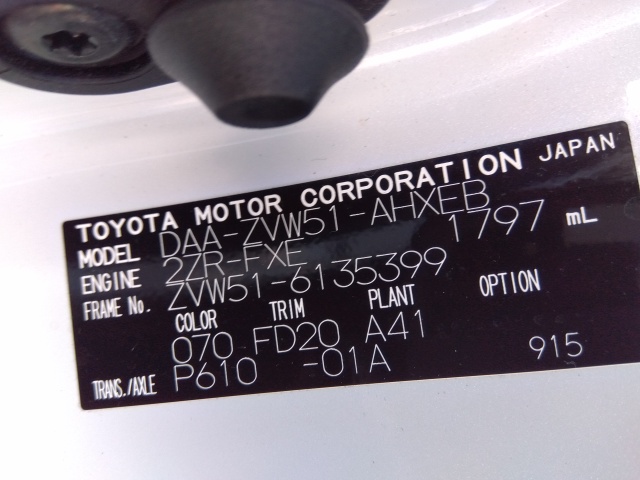 TOYOTA MOTOR CORPORATION JAPAN
MODEL DAA-ZVW51-AHXEB
ENGINE 2ZR-FXE 1797 mL
FRAME No. ZVW51-6135399
COLOR TRIM PLANT OPTION
070 FD20 A41
TRANS./AXLE P610 -01A 915